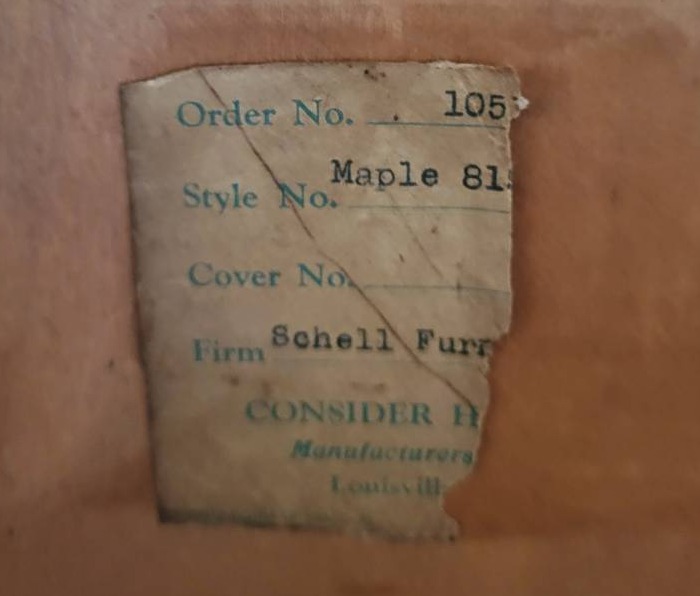 Order No. 105
Style No. Maple 81
Cover No.
Firm Schell Furn
CONSIDER H
Manufacturers
Louisvill